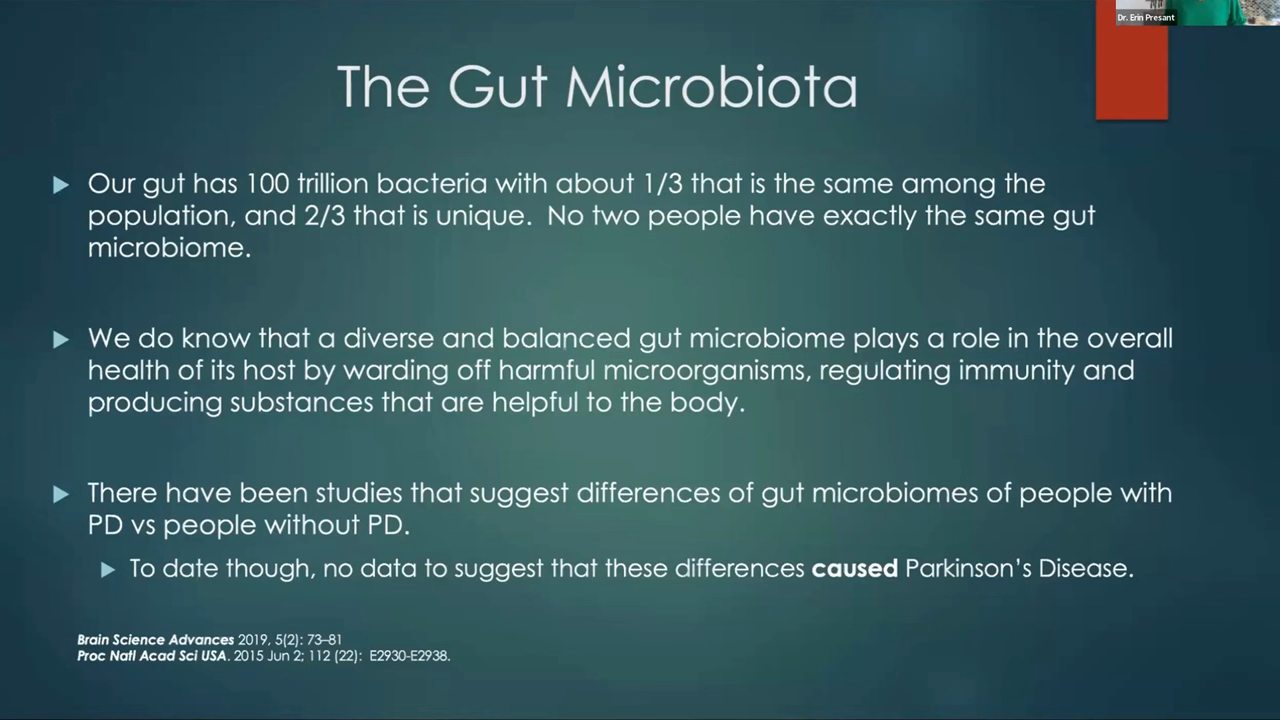 Dr. Erin Presant
The Gut Microbiota
Our gut has 100 trillion bacteria with about 1/3 that is the same among the
population, and 2/3 that is unique.  No two people have exactly the same gut
microbiome.
We do know that a diverse and balanced gut microbiome plays a role in the overall
health of its host by warding off harmful microorganisms, regulating immunity and
producing substances that are helpful to the body.
There have been studies that suggest differences of gut microbiomes of people with
PD vs people without PD.
To date though, no data to suggest that these differences caused Parkinson's Disease.
Brain Science Advances 2019, 5(2): 73–81
Proc Natl Acad Sci USA. 2015 Jun 2; 112 (22):  E2930-E2938.